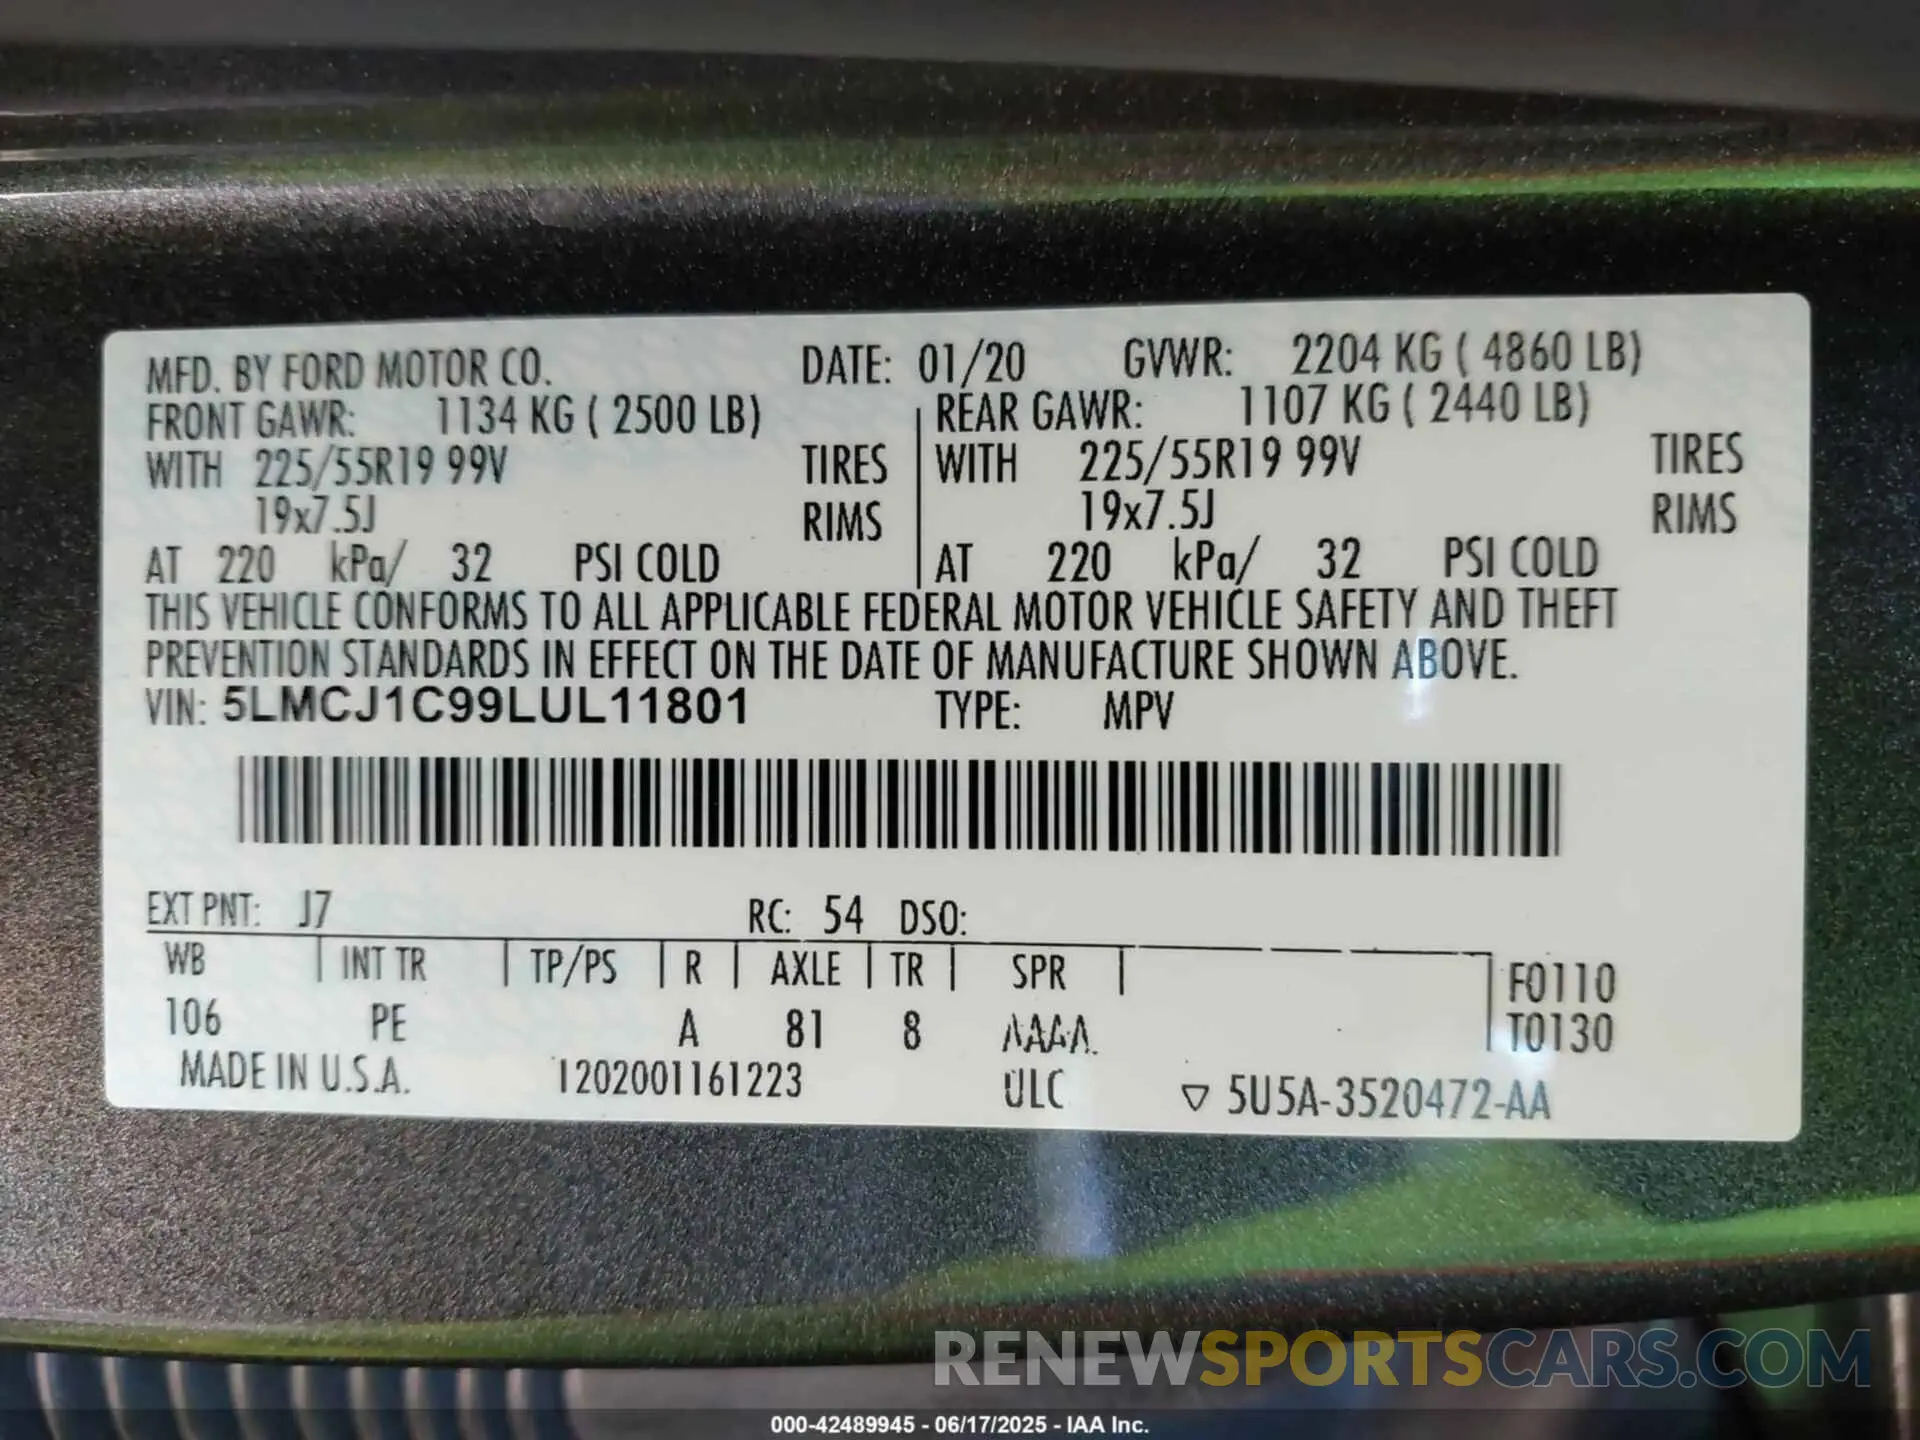 MFD. BY FORD MOTOR CO. DATE: 01/20 GVWR: 2204 KG ( 4860 LB)
FRONT GAWR: 1134 KG ( 2500 LB) REAR GAWR: 1107 KG ( 2440 LB)
WITH 225/55R19 99V TIRES WITH 225/55R19 99V TIRES
19x7.5J RIMS 19x7.5J RIMS
AT 220 kPa/ 32 PSI COLD AT 220 kPa/ 32 PSI COLD
THIS VEHICLE CONFORMS TO ALL APPLICABLE FEDERAL MOTOR VEHICLE SAFETY AND THEFT
PREVENTION STANDARDS IN EFFECT ON THE DATE OF MANUFACTURE SHOWN ABOVE.
VIN: 5LMCJ1C99LUL11801 TYPE: MPV
EXT PNT: J7 RC: 54 DSO:
WB INT TR TP/PS R AXLE TR SPR F0110
106 PE A 81 8 AAAA T0130
MADE IN U.S.A. 1202001161223 ULC ▽ 5U5A-3520472-AA
RENEWSPORTSCARS.COM
000-42489945 - 06/17/2025 - IAA Inc.